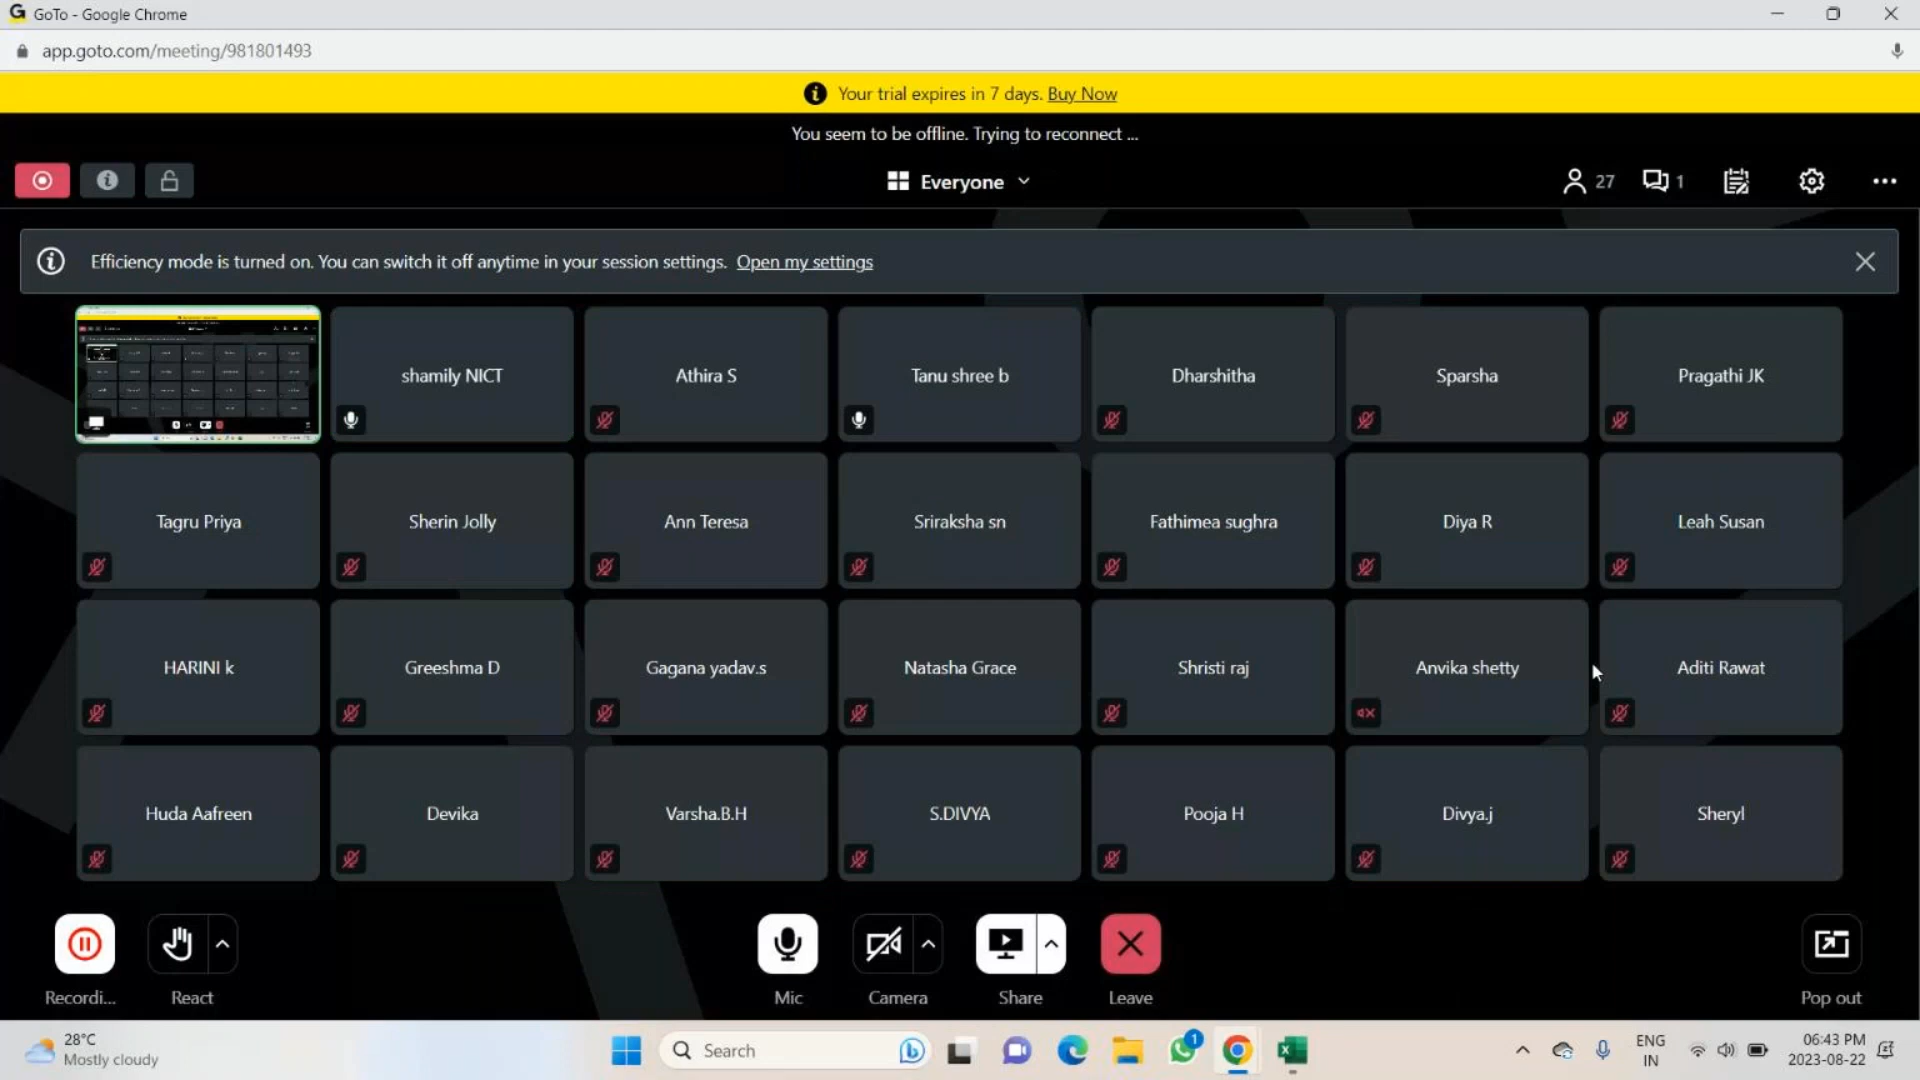 GoTo - Google Chrome
app.goto.com/meeting/981801493
Your trial expires in 7 days. Buy Now
You seem to be offline. Trying to reconnect ...
Everyone
27
1
Efficiency mode is turned on. You can switch it off anytime in your session settings. Open my settings
shamily NICT
Athira S
Tanu shree b
Dharshitha
Sparsha
Pragathi JK
Tagru Priya
Sherin Jolly
Ann Teresa
Sriraksha sn
Fathimea sughra
Diya R
Leah Susan
HARINI k
Greeshma D
Gagana yadav.s
Natasha Grace
Shristi raj
Anvika shetty
Aditi Rawat
Huda Aafreen
Devika
Varsha.B.H
S.DIVYA
Pooja H
Divya.j
Sheryl
Recordi...
React
Mic
Camera
Share
Leave
Pop out
28°C
Mostly cloudy
Search
1
ENG
IN
06:43 PM
2023-08-22